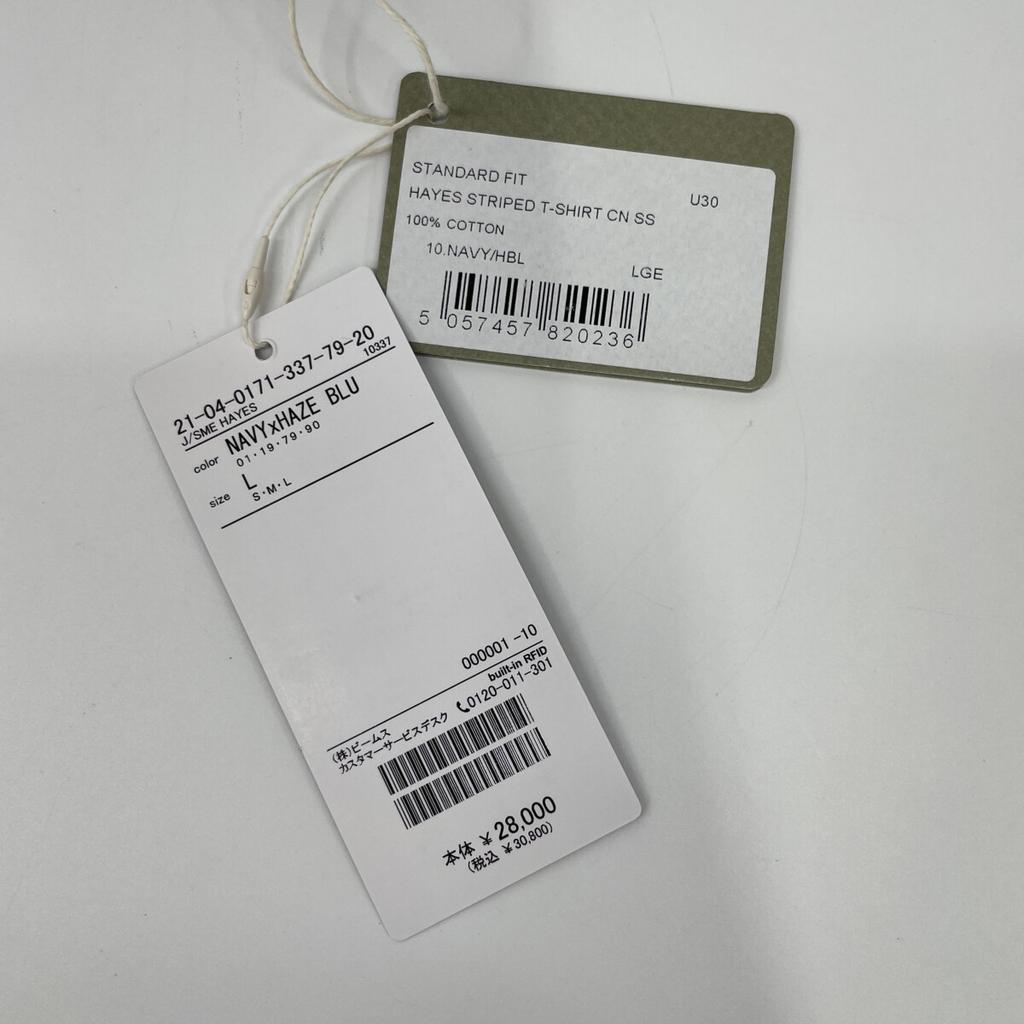 STANDARD FIT
U30
HAYES STRIPED T-SHIRT CN SS
100% COTTON
10.NAVY/HBL
LGE
5 057457 820236
21-04-0171-337-79-20
J/SME HAYES 10337
color NAVYxHAZE BLU
01・19・79・90
size L
S・M・L
000001 -10
built-in RFID
(株)ビームス
カスタマーサービスデスク 0120-011-301
本体 ¥ 28,000
(税込 ¥30,800)